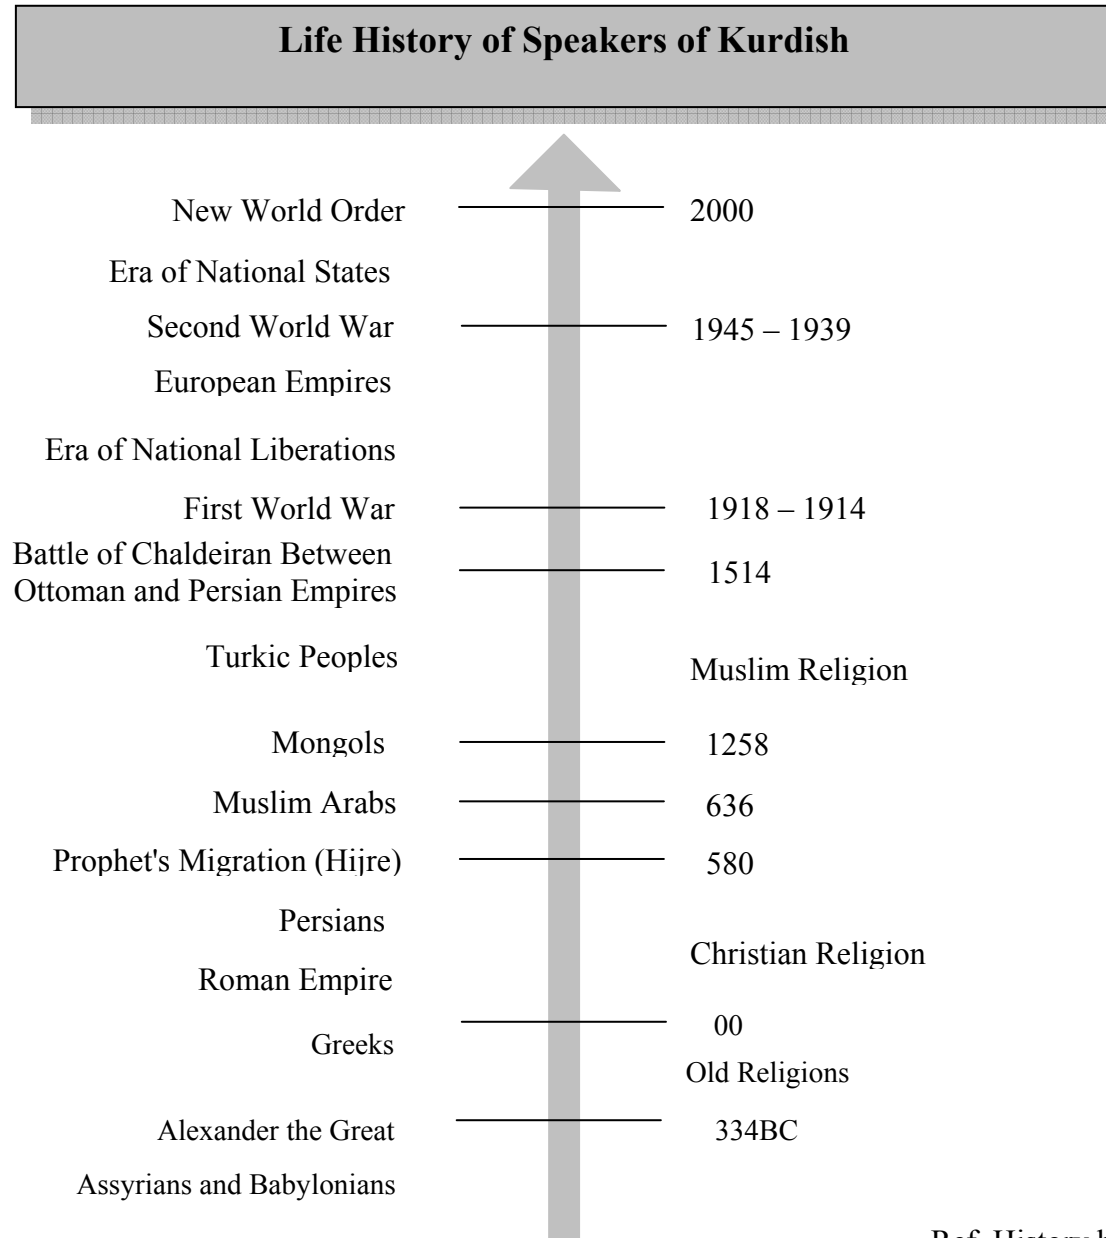 Life History of Speakers of Kurdish
New World Order 2000
Era of National States
Second World War 1945 – 1939
European Empires
Era of National Liberations
First World War 1918 – 1914
Battle of Chaldeiran Between
Ottoman and Persian Empires 1514
Turkic Peoples Muslim Religion
Mongols 1258
Muslim Arabs 636
Prophet's Migration (Hijre) 580
Persians
Christian Religion
Roman Empire
00
Greeks
Old Religions
Alexander the Great 334BC
Assyrians and Babylonians
Ref. History